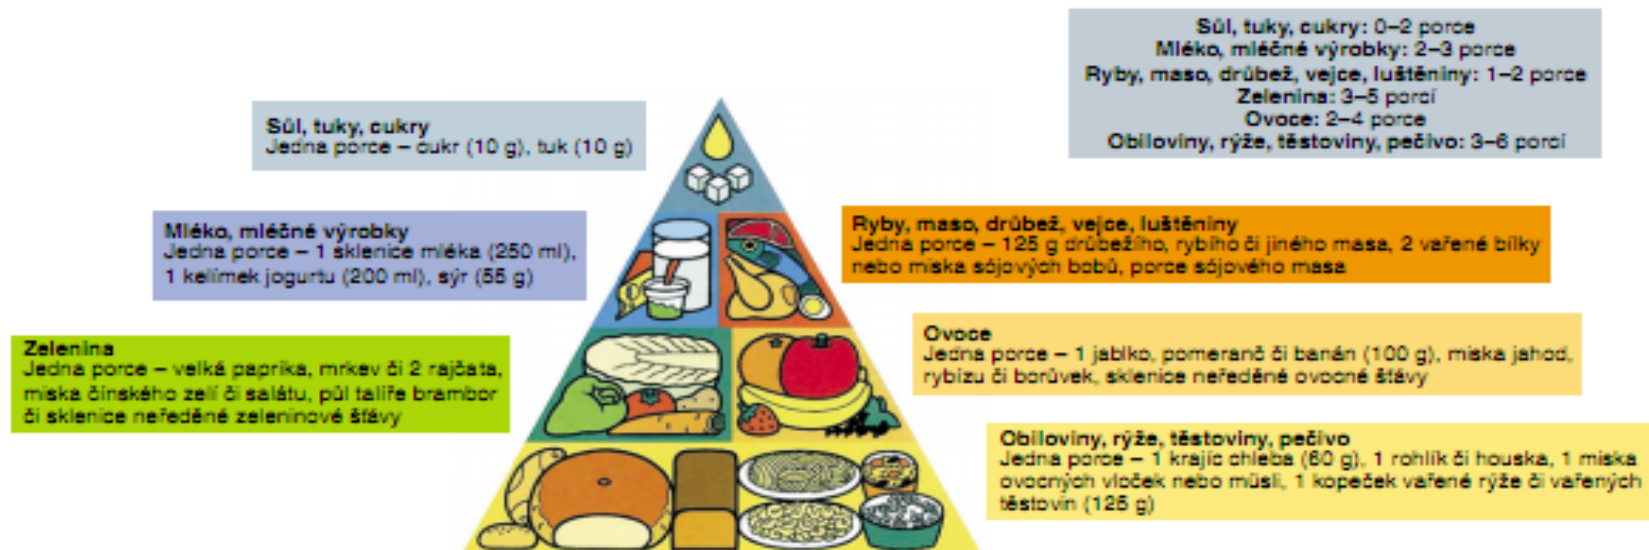 Sůl, tuky, cukry: 0–2 porce
Mléko, mléčné výrobky: 2–3 porce
Ryby, maso, drůbež, vejce, luštěniny: 1–2 porce
Zelenina: 3–5 porcí
Ovoce: 2–4 porce
Obiloviny, rýže, těstoviny, pečivo: 3–6 porcí
Sůl, tuky, cukry
Jedna porce – cukr (10 g), tuk (10 g)
Mléko, mléčné výrobky
Jedna porce – 1 sklenice mléka (250 ml),
1 kelímek jogurtu (200 ml), sýr (55 g)
Ryby, maso, drůbež, vejce, luštěniny
Jedna porce – 125 g drůbežího, rybího či jiného masa, 2 vařené bílky
nebo miska sójových bobů, porce sójového masa
Zelenina
Jedna porce – velká paprika, mrkev či 2 rajčata,
miska čínského zelí či salátu, půl talíře brambor
či sklenice neředěné zeleninové šťávy
Ovoce
Jedna porce – 1 jablko, pomeranč či banán (100 g), miska jahod,
rybízu či borůvek, sklenice neředěné ovocné šťávy
Obiloviny, rýže, těstoviny, pečivo
Jedna porce – 1 krajíc chleba (60 g), 1 rohlík či houska, 1 miska
ovocných vloček nebo müsli, 1 kopeček vařené rýže či vařených
těstovin (125 g)